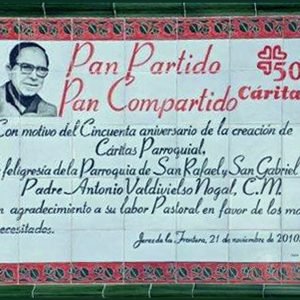 Pan Partido
Pan Compartido
50
Cáritas
Con motivo del Cincuenta aniversario de la creación de
Cáritas Parroquial,
feligresía de la Parroquia de San Rafael y San Gabriel
Padre Antonio Valdivielso Nogal, C.M.
en agradecimiento a su labor Pastoral en favor de los
necesitados.
Jerez de la Frontera, 21 de noviembre de 2010